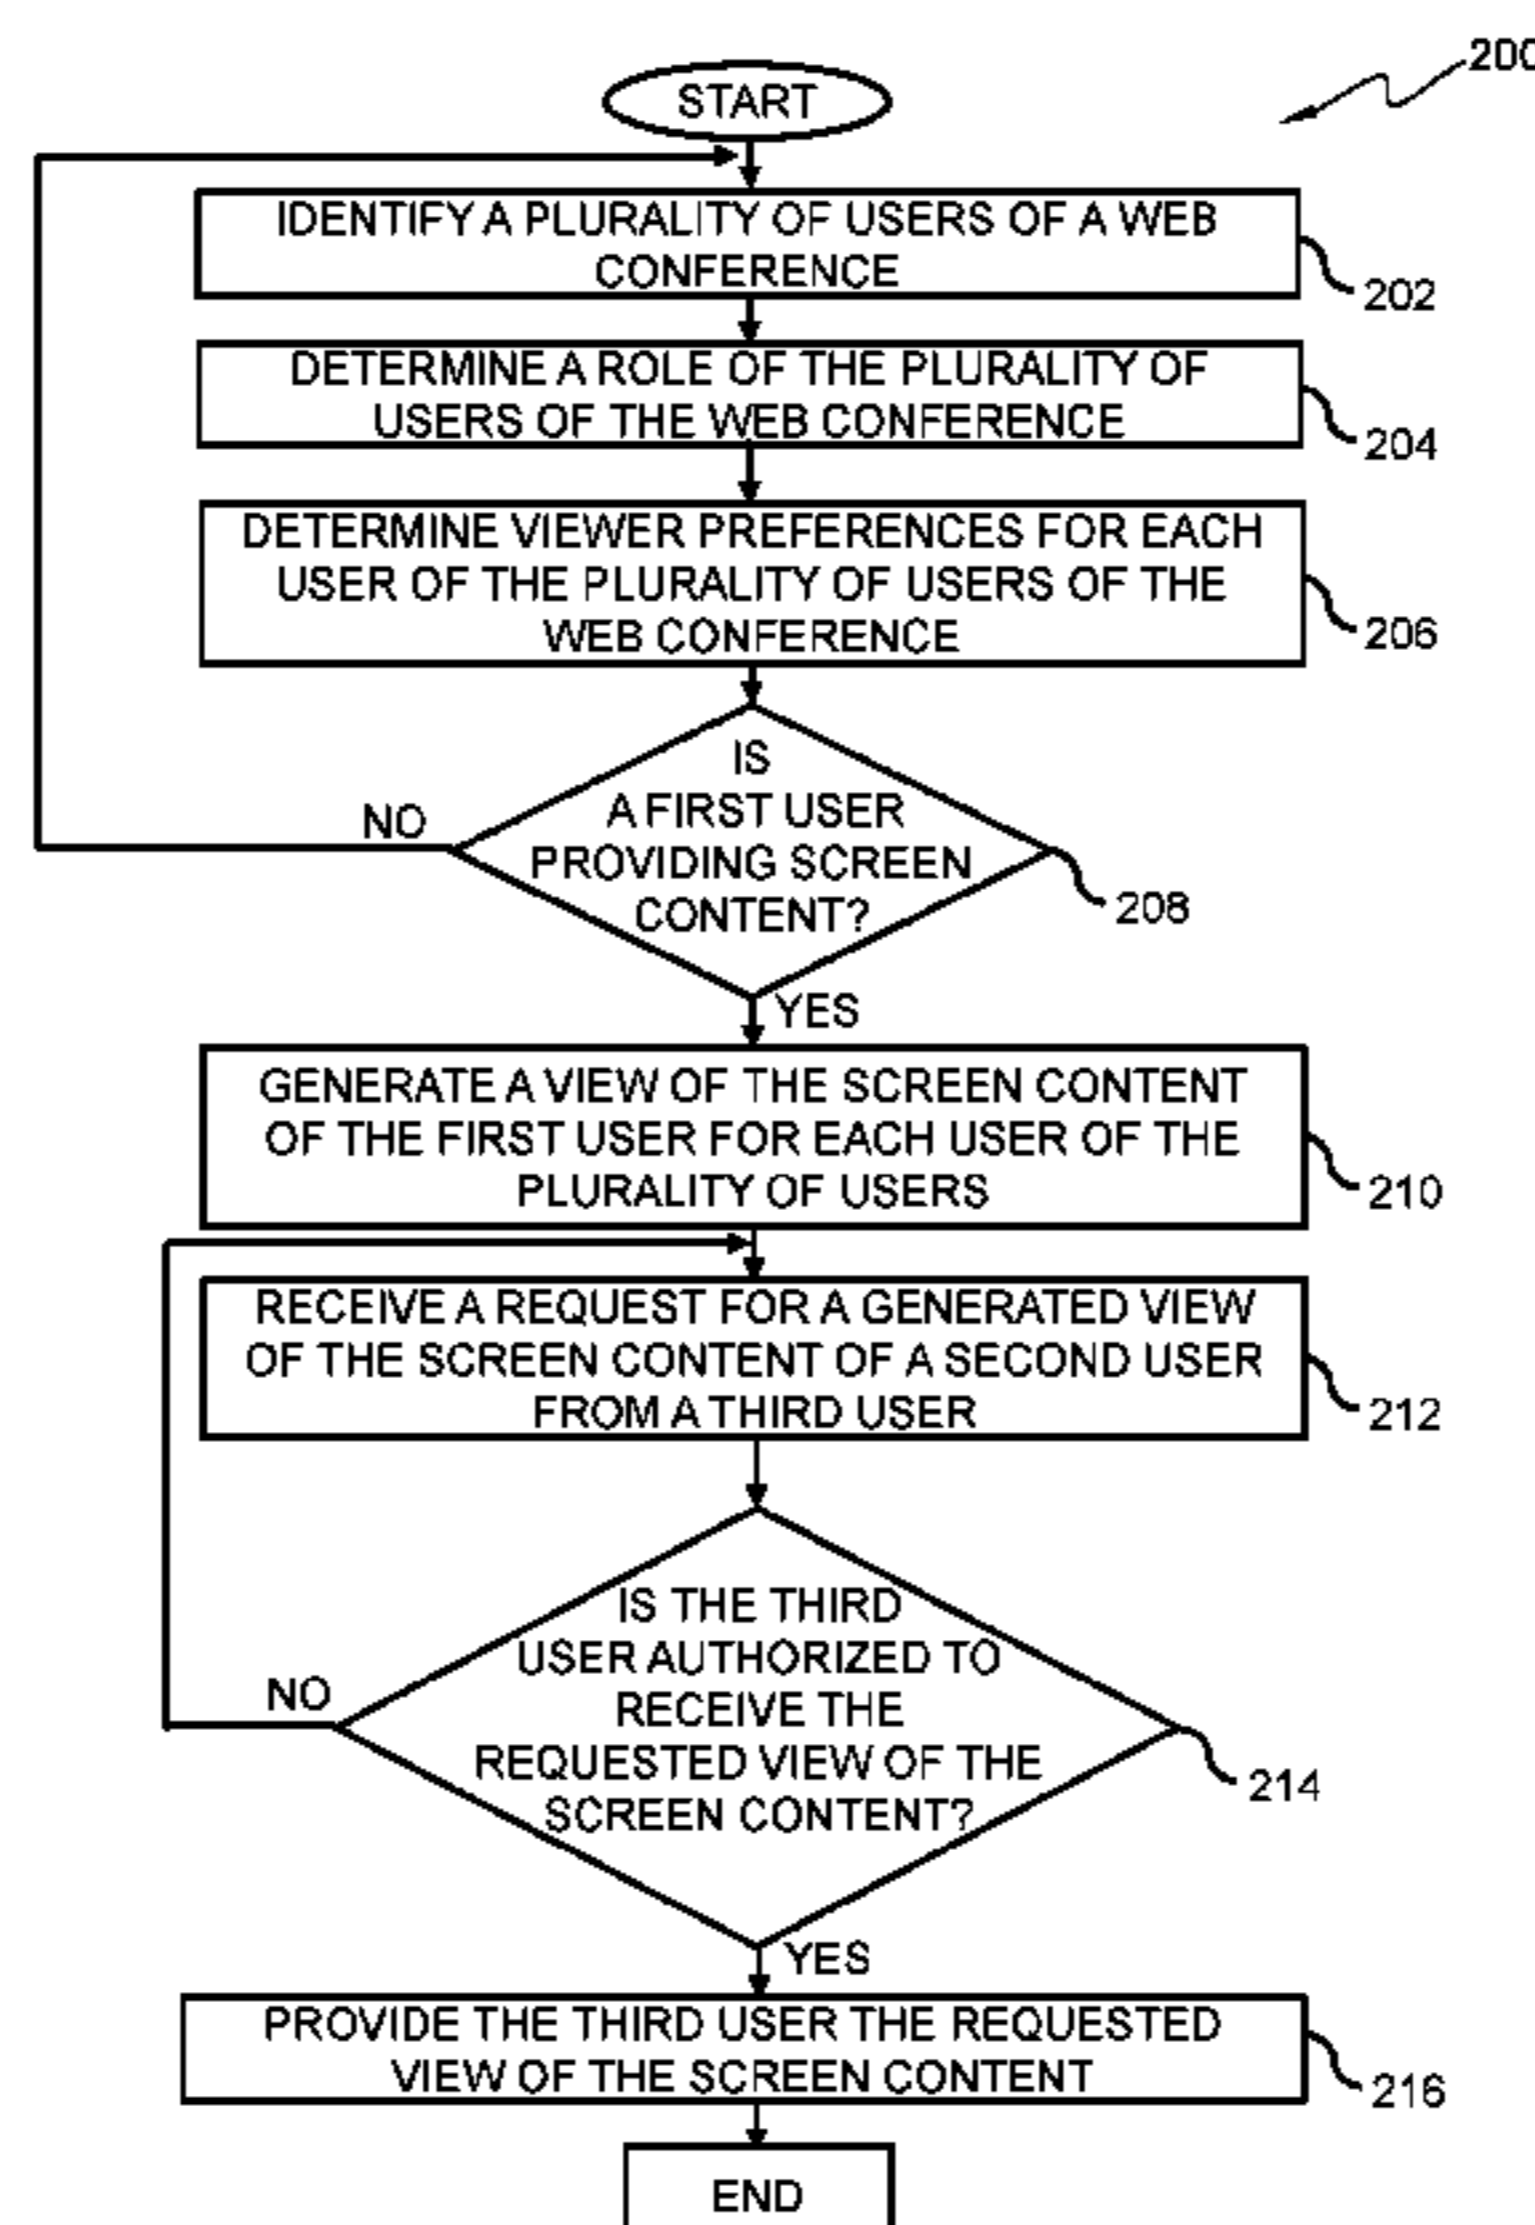 200
START
IDENTIFY A PLURALITY OF USERS OF A WEB
CONFERENCE
202
DETERMINE A ROLE OF THE PLURALITY OF
USERS OF THE WEB CONFERENCE
204
DETERMINE VIEWER PREFERENCES FOR EACH
USER OF THE PLURALITY OF USERS OF THE
WEB CONFERENCE
206
IS
A FIRST USER
PROVIDING SCREEN
CONTENT?
NO
208
YES
GENERATE A VIEW OF THE SCREEN CONTENT
OF THE FIRST USER FOR EACH USER OF THE
PLURALITY OF USERS
210
RECEIVE A REQUEST FOR A GENERATED VIEW
OF THE SCREEN CONTENT OF A SECOND USER
FROM A THIRD USER
212
IS THE THIRD
USER AUTHORIZED TO
RECEIVE THE
REQUESTED VIEW OF THE
SCREEN CONTENT?
NO
214
YES
PROVIDE THE THIRD USER THE REQUESTED
VIEW OF THE SCREEN CONTENT
216
END